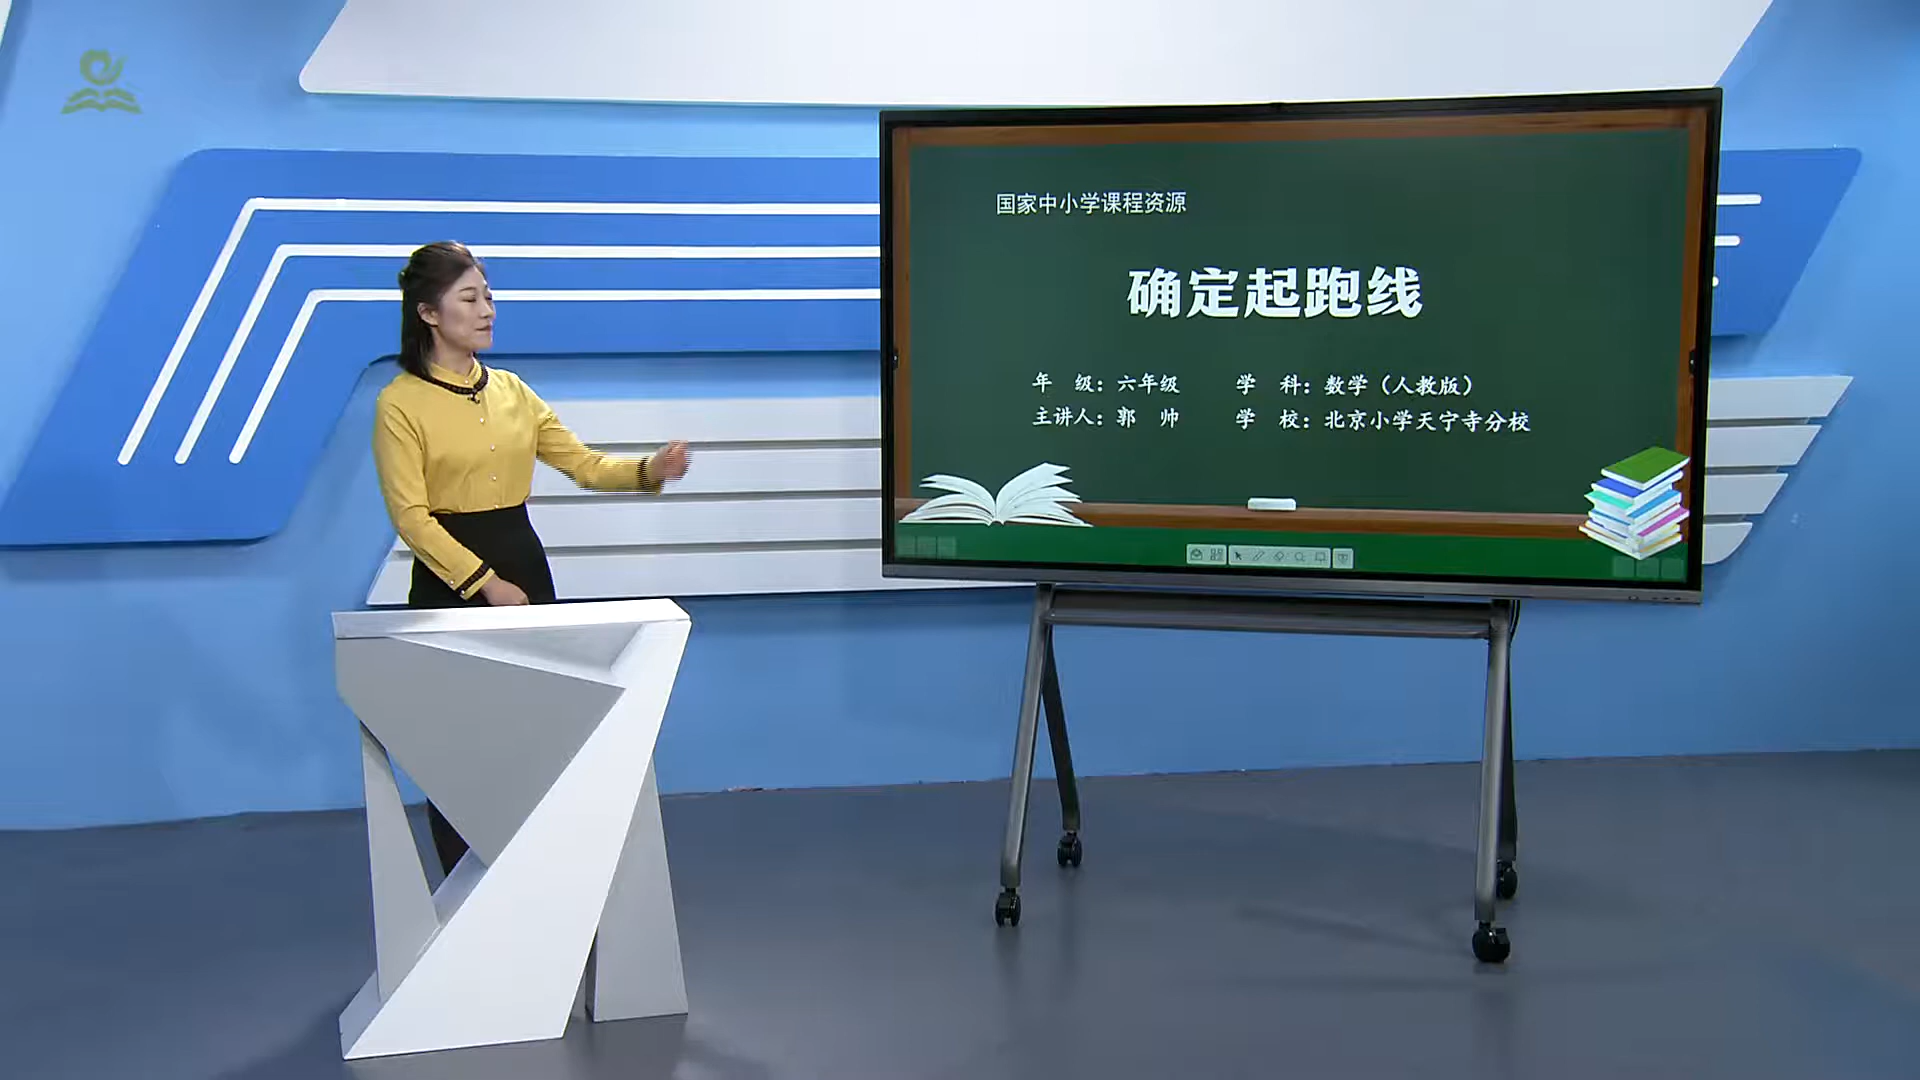 国家中小学课程资源
确定起跑线
年 级：六年级 学 科：数学（人教版）
主讲人：郭 帅 学 校：北京小学天宁寺分校